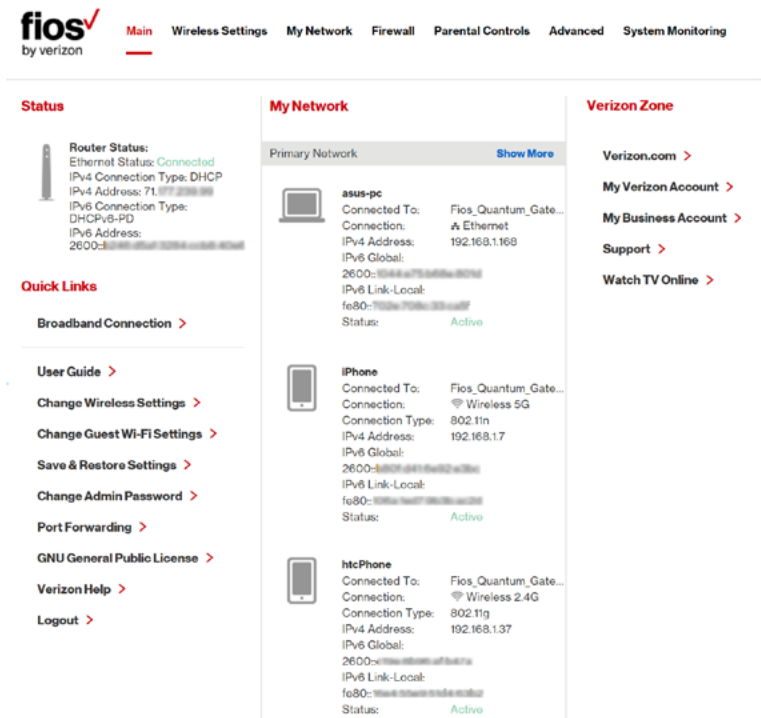 fios
by verizon
Main
Wireless Settings
My Network
Firewall
Parental Controls
Advanced
System Monitoring
Status
Router Status:
Ethernet Status: Connected
IPv4 Connection Type: DHCP
IPv4 Address: 71.
IPv6 Connection Type:
DHCPv6-PD
IPv6 Address:
2600::
Quick Links
Broadband Connection >
User Guide >
Change Wireless Settings >
Change Guest Wi-Fi Settings >
Save & Restore Settings >
Change Admin Password >
Port Forwarding >
GNU General Public License >
Verizon Help >
Logout >
My Network
Primary Network Show More
asus-pc
Connected To: Fios_Quantum_Gate...
Connection: Ethernet
IPv4 Address: 192.168.1.168
IPv6 Global:
2600::
IPv6 Link-Local:
fe80::
Status: Active
iPhone
Connected To: Fios_Quantum_Gate...
Connection: Wireless 5G
Connection Type: 802.11n
IPv4 Address: 192.168.1.7
IPv6 Global:
2600::
IPv6 Link-Local:
fe80::
Status: Active
htcPhone
Connected To: Fios_Quantum_Gate...
Connection: Wireless 2.4G
Connection Type: 802.11g
IPv4 Address: 192.168.1.37
IPv6 Global:
2600::
IPv6 Link-Local:
fe80::
Status: Active
Verizon Zone
Verizon.com >
My Verizon Account >
My Business Account >
Support >
Watch TV Online >